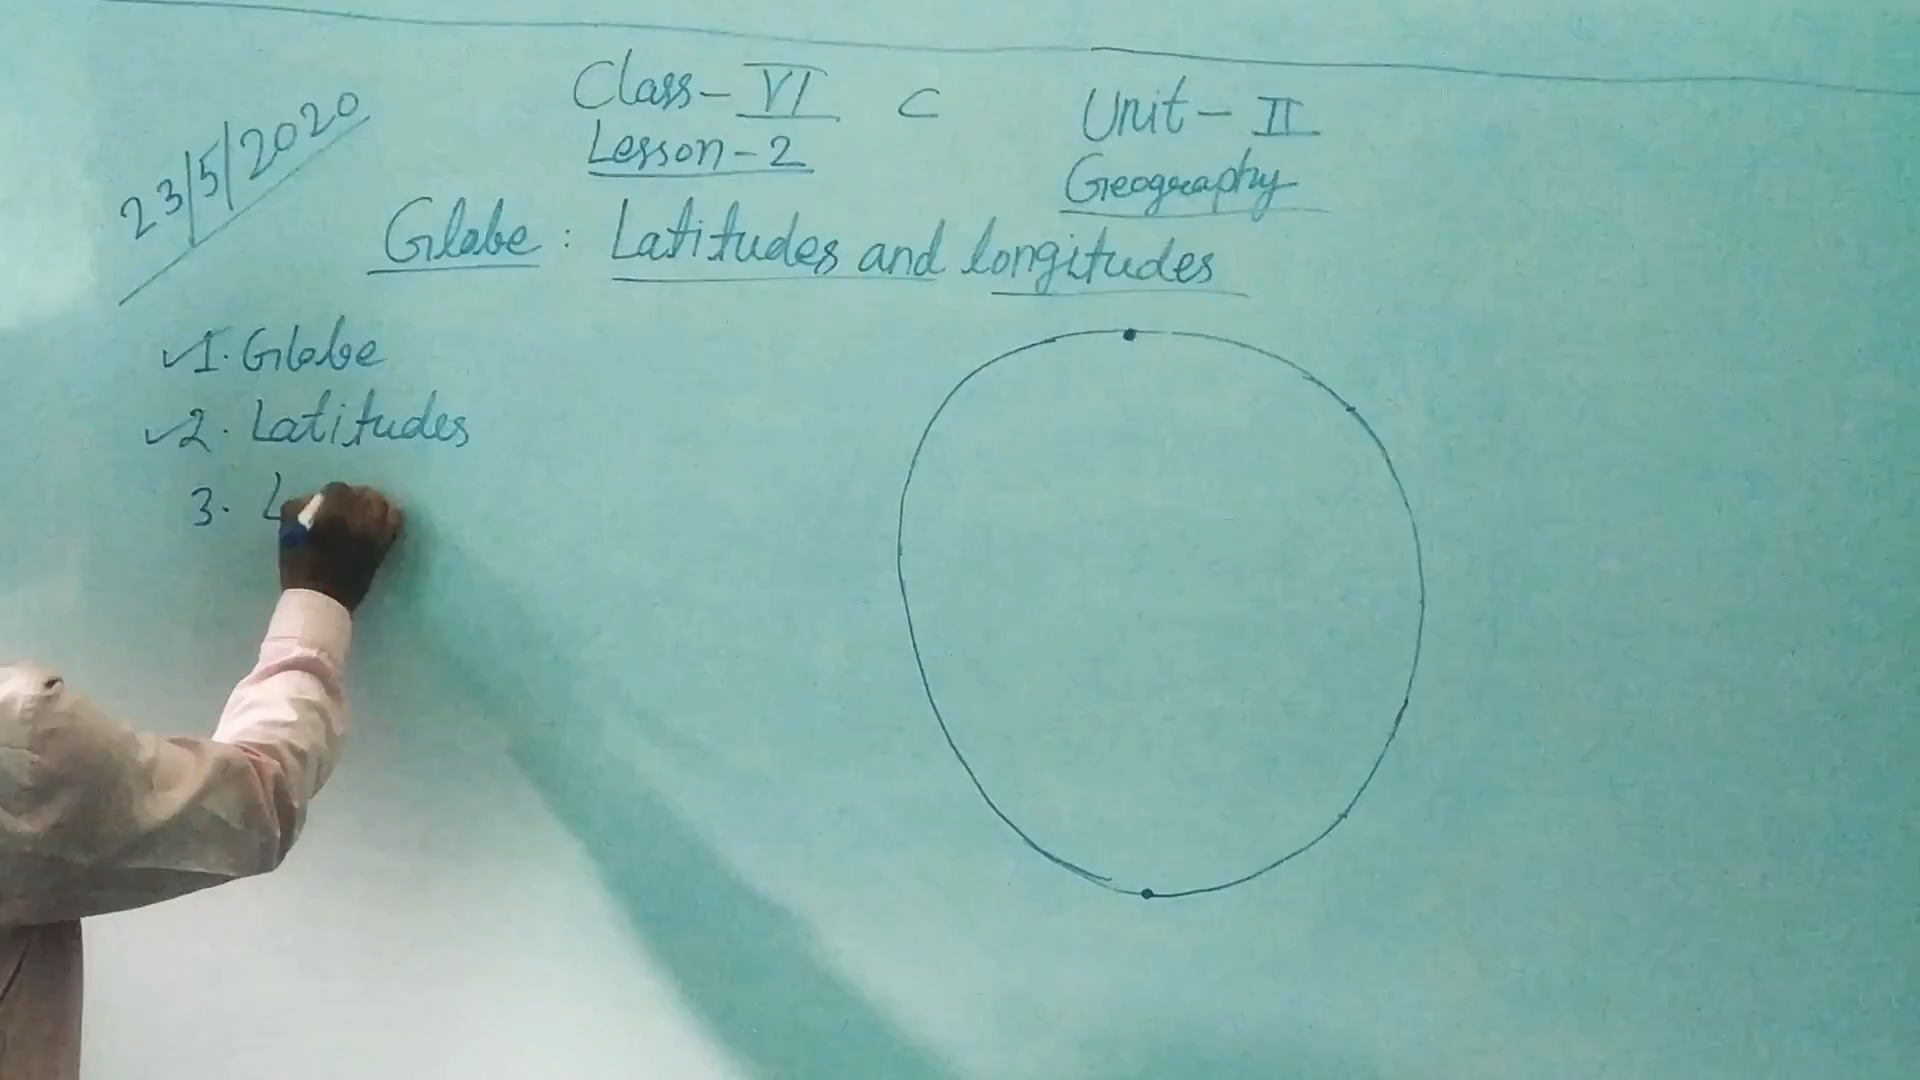 23/5/2020
Class-VI C Unit-II
Lesson-2 Geography
Globe: Latitudes and longitudes
1. Globe
2. Latitudes
3. L